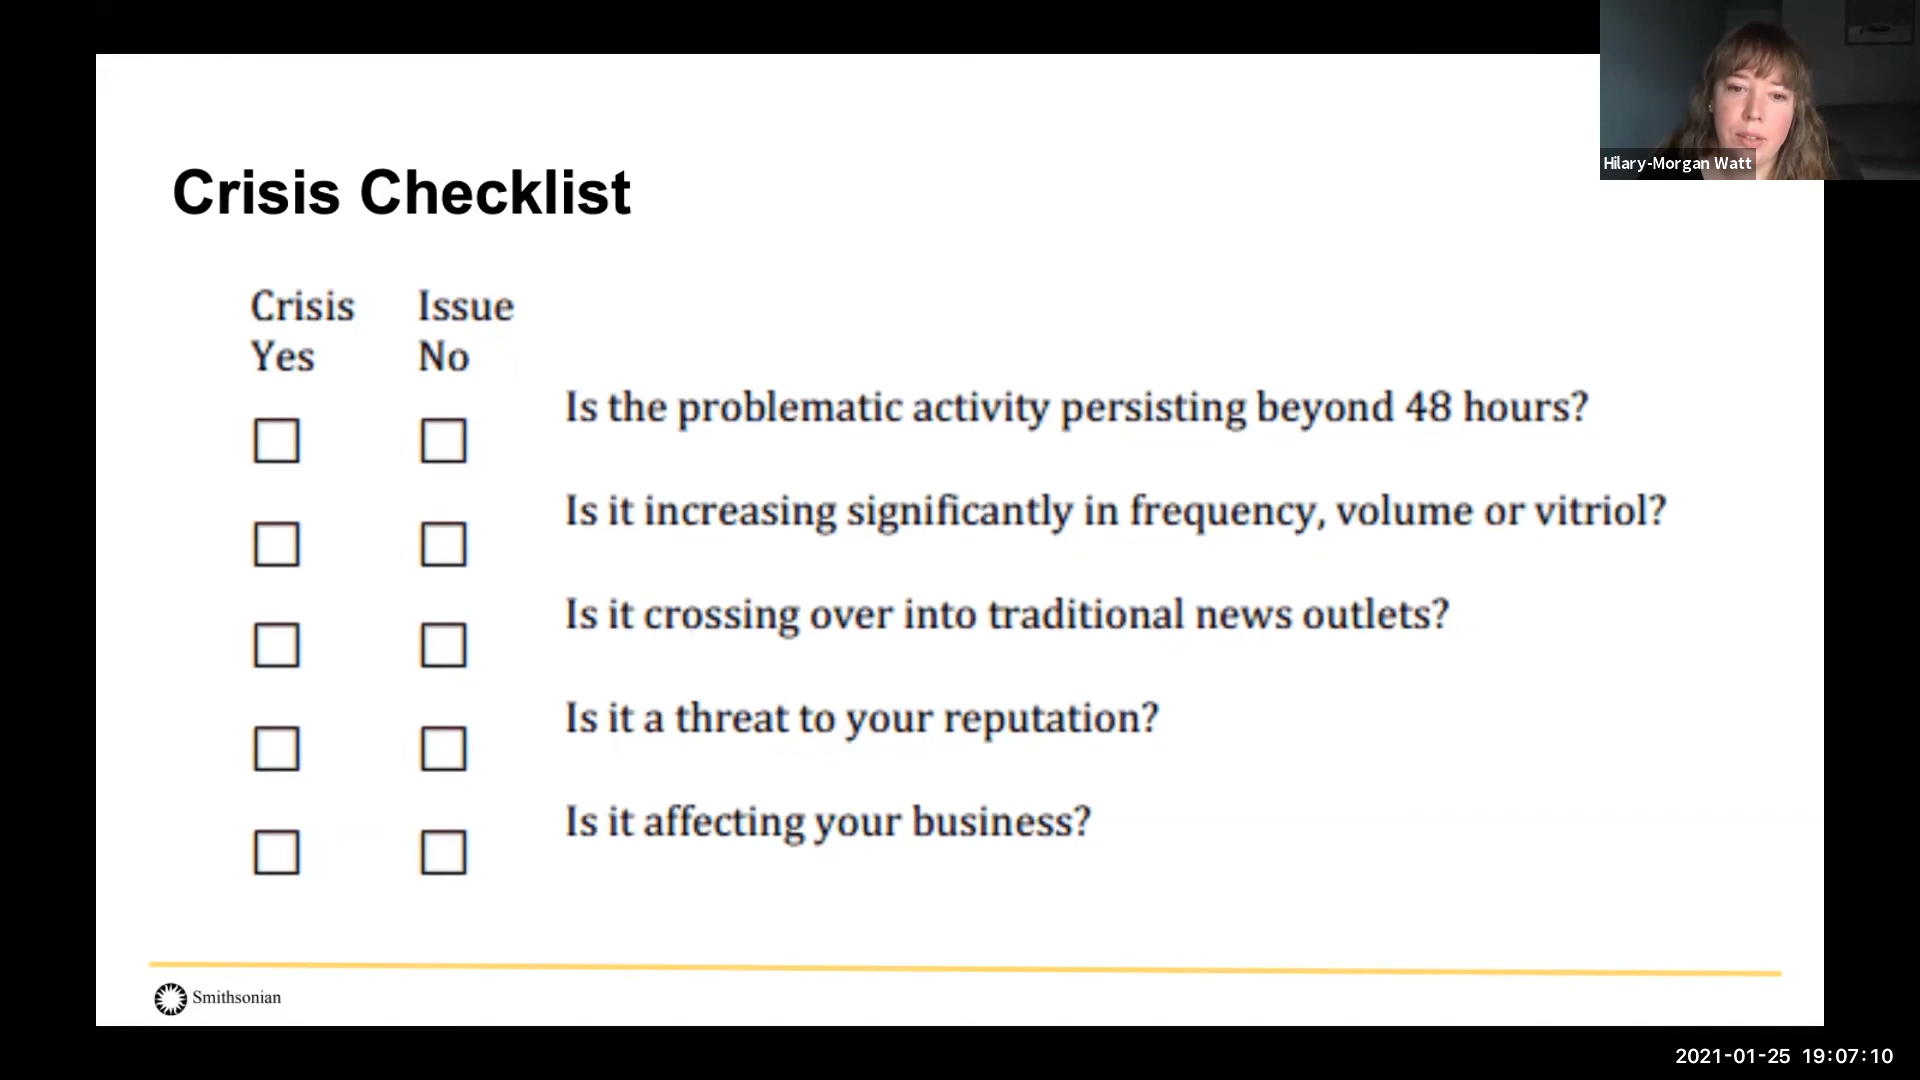 Hilary-Morgan Watt
Crisis Checklist
Crisis Issue
Yes No
Is the problematic activity persisting beyond 48 hours?
Is it increasing significantly in frequency, volume or vitriol?
Is it crossing over into traditional news outlets?
Is it a threat to your reputation?
Is it affecting your business?
Smithsonian
2021-01-25 19:07:10